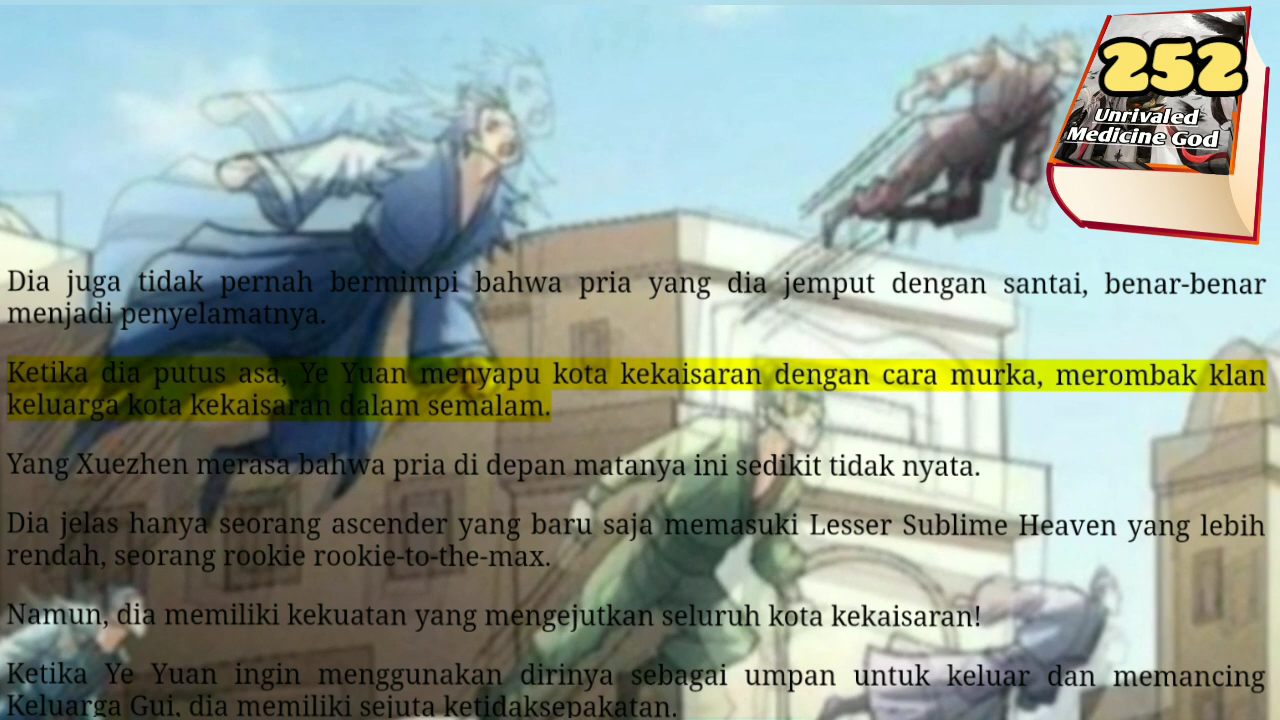 252
Unrivaled
Medicine God
Dia juga tidak pernah bermimpi bahwa pria yang dia jemput dengan santai, benar-benar
menjadi penyelamatnya.
Ketika dia putus asa, Ye Yuan menyapu kota kekaisaran dengan cara murka, merombak klan
keluarga kota kekaisaran dalam semalam.
Yang Xuezhen merasa bahwa pria di depan matanya ini sedikit tidak nyata.
Dia jelas hanya seorang ascender yang baru saja memasuki Lesser Sublime Heaven yang lebih
rendah, seorang rookie rookie-to-the-max.
Namun, dia memiliki kekuatan yang mengejutkan seluruh kota kekaisaran!
Ketika Ye Yuan ingin menggunakan dirinya sebagai umpan untuk keluar dan memancing
Keluarga Gui, dia memiliki sejuta ketidaksepakatan.